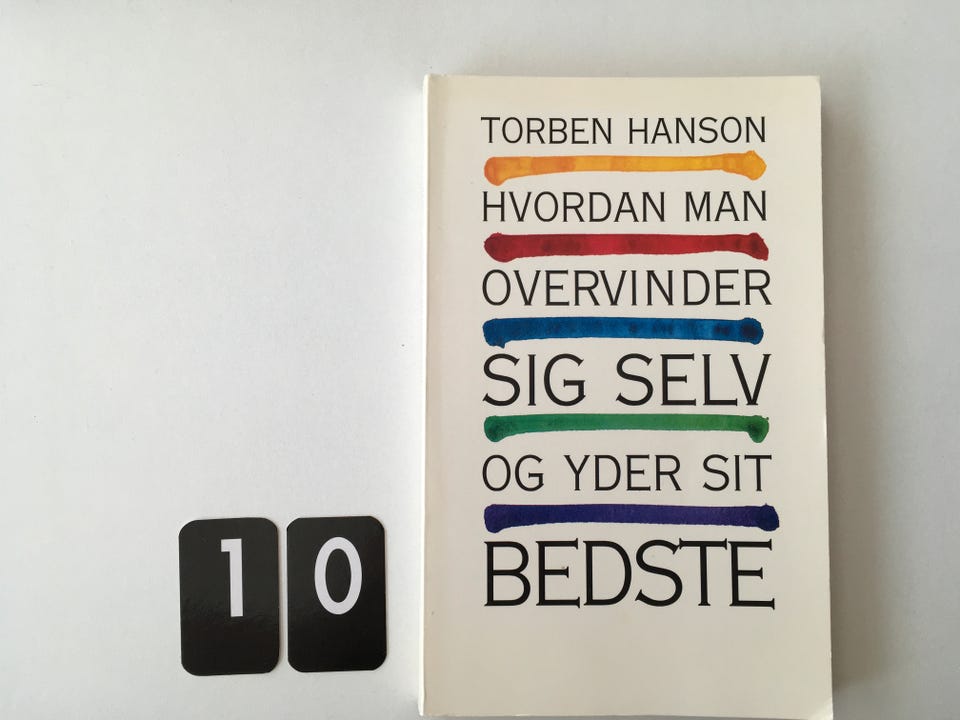 TORBEN HANSON
HVORDAN MAN
OVERVINDER
SIG SELV
OG YDER SIT
BEDSTE
10